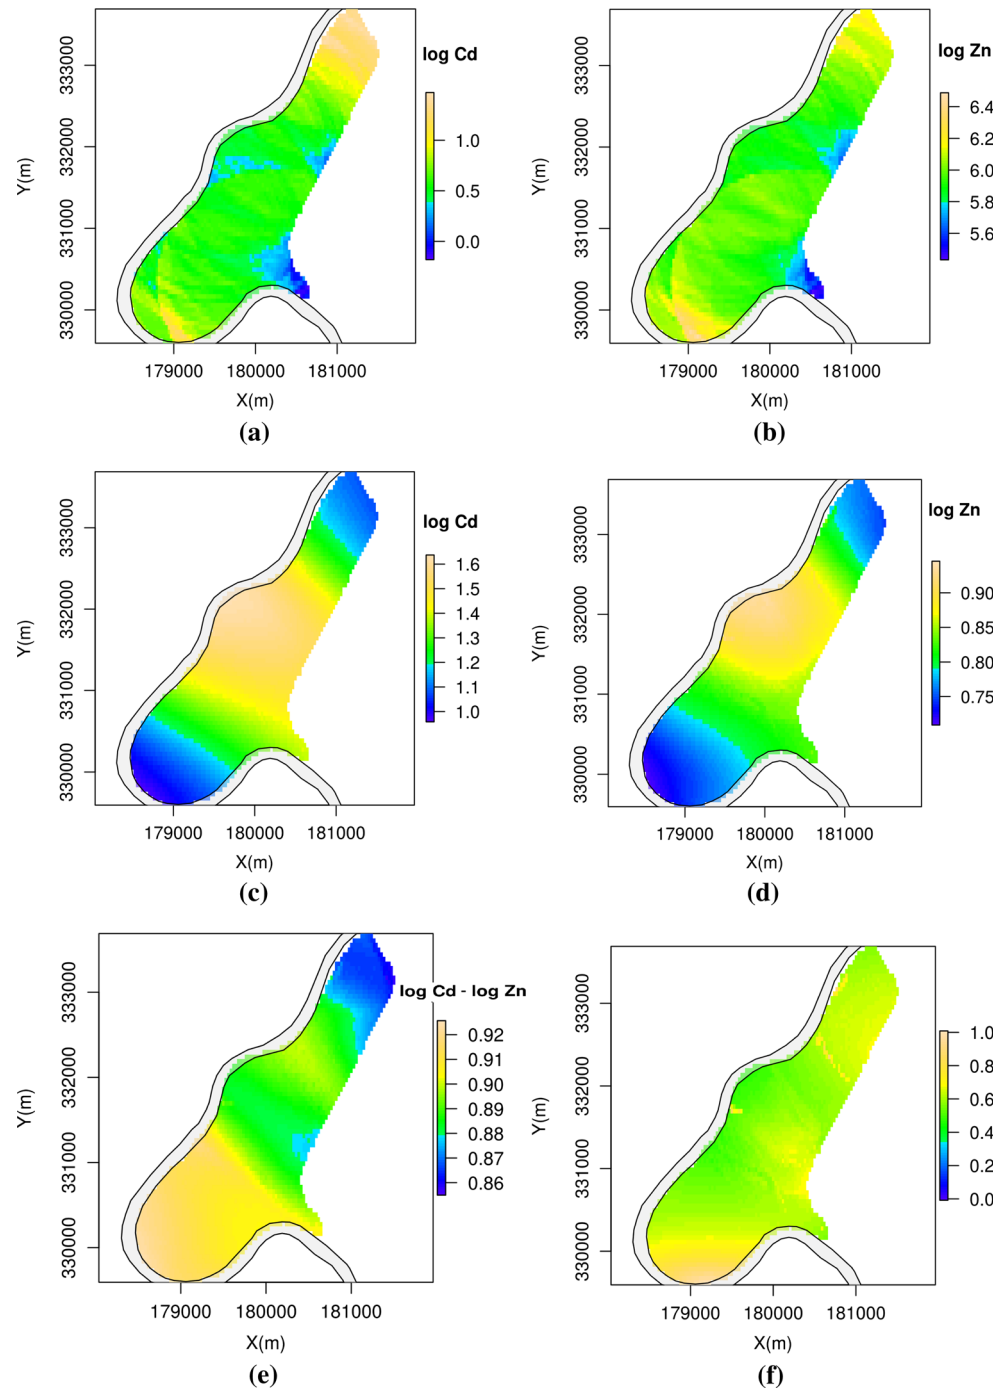 log Cd
1.0
0.5
0.0
333000
332000
331000
330000
Y(m)
179000 180000 181000
X(m)
(a)
log Zn
6.4
6.2
6.0
5.8
5.6
333000
332000
331000
330000
Y(m)
179000 180000 181000
X(m)
(b)
log Cd
1.6
1.5
1.4
1.3
1.2
1.1
1.0
333000
332000
331000
330000
Y(m)
179000 180000 181000
X(m)
(c)
log Zn
0.90
0.85
0.80
0.75
333000
332000
331000
330000
Y(m)
179000 180000 181000
X(m)
(d)
log Cd - log Zn
0.92
0.91
0.90
0.89
0.88
0.87
0.86
333000
332000
331000
330000
Y(m)
179000 180000 181000
X(m)
(e)
1.0
0.8
0.6
0.4
0.2
0.0
333000
332000
331000
330000
Y(m)
179000 180000 181000
X(m)
(f)